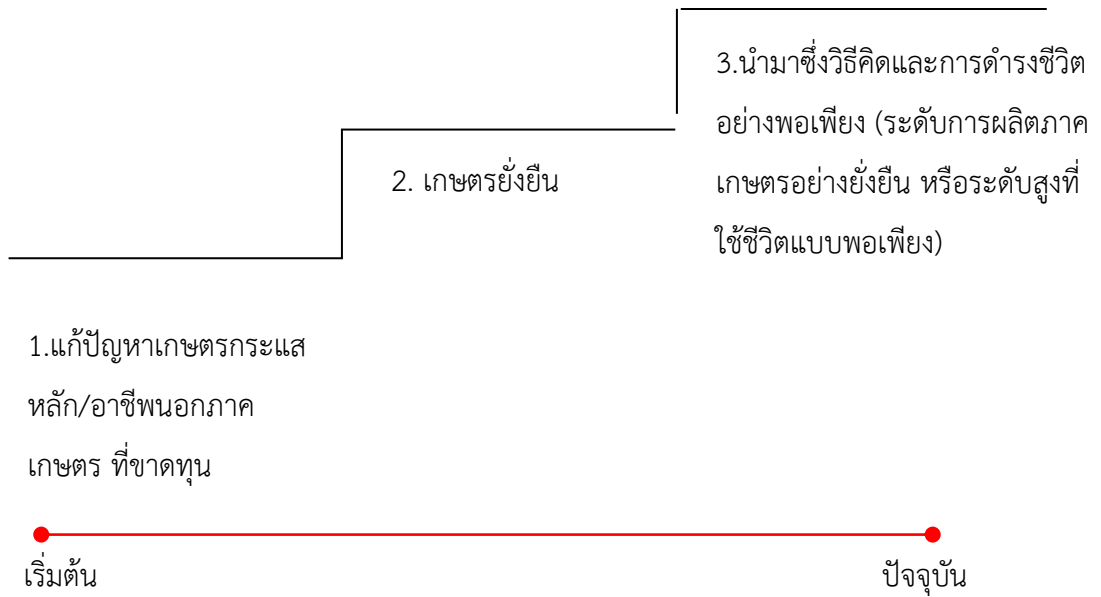 3.นำมาซึ่งวิธีคิดและการดำรงชีวิต
อย่างพอเพียง (ระดับการผลิตภาค
เกษตรอย่างยั่งยืน หรือระดับสูงที่
ใช้ชีวิตแบบพอเพียง)
2. เกษตรยั่งยืน
1.แก้ปัญหาเกษตรกระแส
หลัก/อาชีพนอกภาค
เกษตร ที่ขาดทุน
เริ่มต้น
ปัจจุบัน